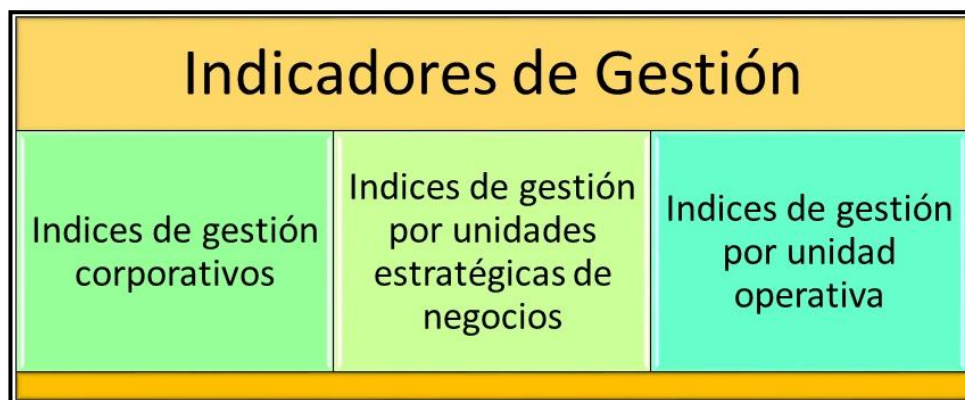 Indicadores de Gestión
Indices de gestión
corporativos
Indices de gestión
por unidades
estratégicas de
negocios
Indices de gestión
por unidad
operativa